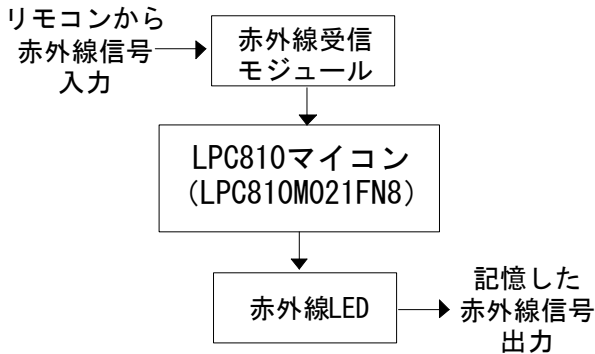 リモコンから
赤外線信号
入力
赤外線受信
モジュール
LPC810マイコン
(LPC810M021FN8)
赤外線LED
記憶した
赤外線信号
出力